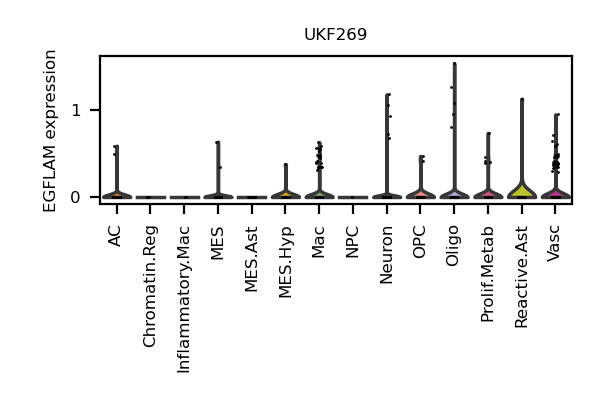 UKF269
EGFLAM expression
1
0
AC
Chromatin.Reg
Inflammatory.Mac
MES
MES.Ast
MES.Hyp
Mac
NPC
Neuron
OPC
Oligo
Prolif.Metab
Reactive.Ast
Vasc